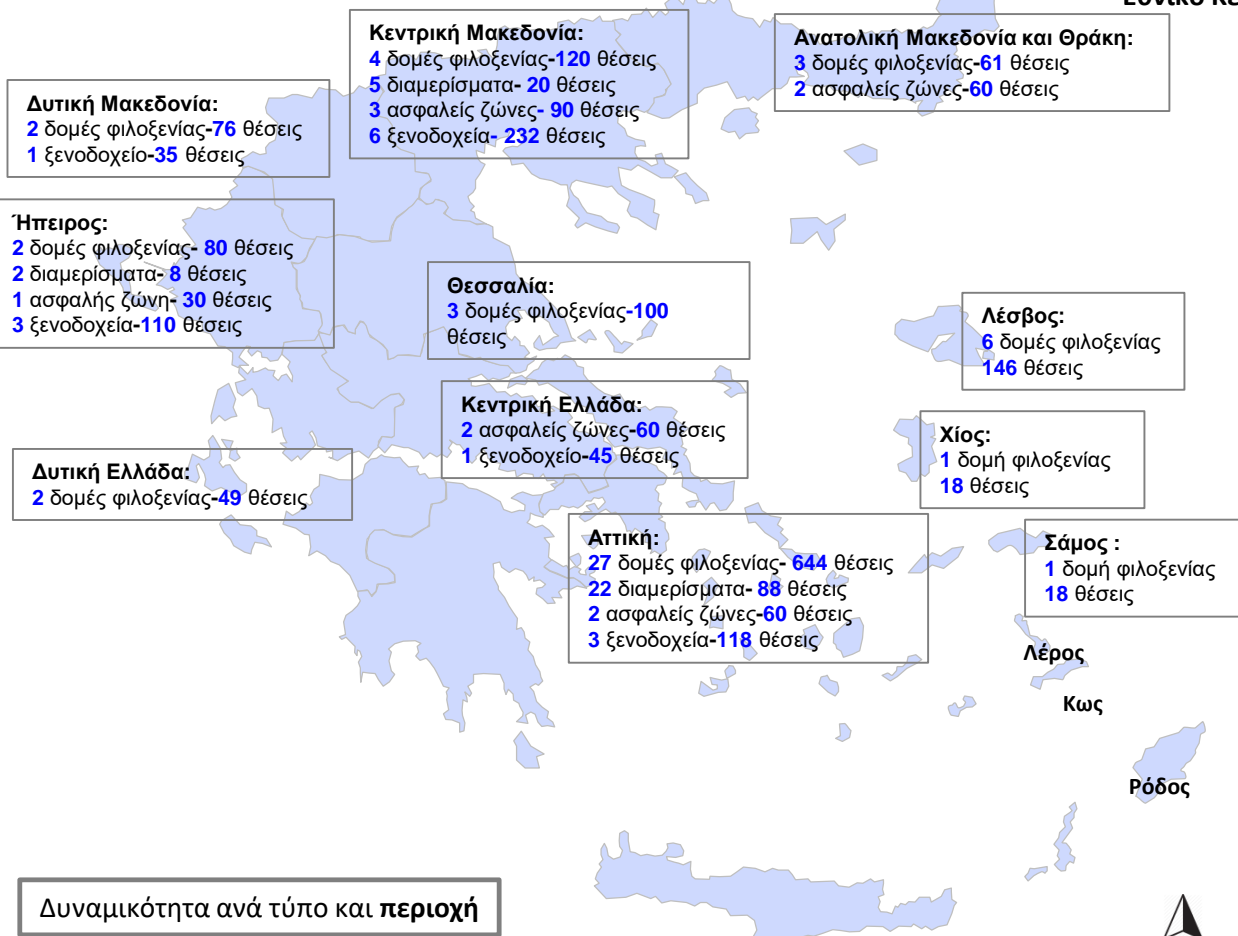 Κεντρική Μακεδονία:
4 δομές φιλοξενίας-120 θέσεις
5 διαμερίσματα- 20 θέσεις
3 ασφαλείς ζώνες- 90 θέσεις
6 ξενοδοχεία- 232 θέσεις
Ανατολική Μακεδονία και Θράκη:
3 δομές φιλοξενίας-61 θέσεις
2 ασφαλείς ζώνες-60 θέσεις
Δυτική Μακεδονία:
2 δομές φιλοξενίας-76 θέσεις
1 ξενοδοχείο-35 θέσεις
Ήπειρος:
2 δομές φιλοξενίας- 80 θέσεις
2 διαμερίσματα- 8 θέσεις
1 ασφαλής ζώνη- 30 θέσεις
3 ξενοδοχεία-110 θέσεις
Θεσσαλία:
3 δομές φιλοξενίας-100
θέσεις
Λέσβος:
6 δομές φιλοξενίας
146 θέσεις
Κεντρική Ελλάδα:
2 ασφαλείς ζώνες-60 θέσεις
1 ξενοδοχείο-45 θέσεις
Χίος:
1 δομή φιλοξενίας
18 θέσεις
Δυτική Ελλάδα:
2 δομές φιλοξενίας-49 θέσεις
Αττική:
27 δομές φιλοξενίας- 644 θέσεις
22 διαμερίσματα- 88 θέσεις
2 ασφαλείς ζώνες-60 θέσεις
3 ξενοδοχεία-118 θέσεις
Σάμος :
1 δομή φιλοξενίας
18 θέσεις
Λέρος
Κως
Ρόδος
Δυναμικότητα ανά τύπο και περιοχή